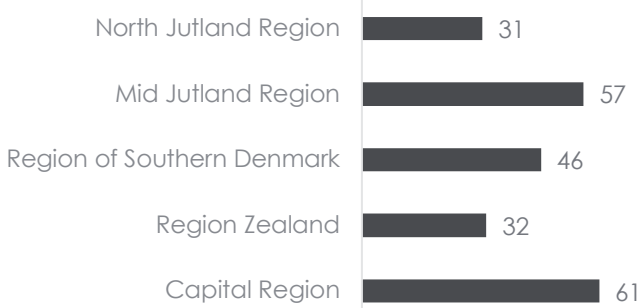 North Jutland Region 31
Mid Jutland Region 57
Region of Southern Denmark 46
Region Zealand 32
Capital Region 61